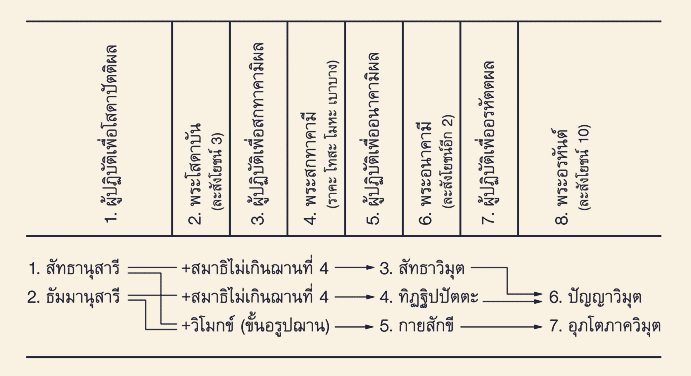 1. ผู้ปฏิบัติเพื่อโสดาปัตติผล
2. พระโสดาบัน
(ละสังโยชน์ 3)
3. ผู้ปฏิบัติเพื่อสกทาคามิผล
4. พระสกทาคามี
(ราคะ โทสะ โมหะ เบาบาง)
5. ผู้ปฏิบัติเพื่ออนาคามิผล
6. พระอนาคามี
(ละสังโยชน์อีก 2)
7. ผู้ปฏิบัติเพื่ออรหัตตผล
8. พระอรหันต์
(ละสังโยชน์ 10)
1. สัทธานุสารี +สมาธิไม่เกินฌานที่ 4 3. สัทธาวิมุต
2. ธัมมานุสารี +สมาธิไม่เกินฌานที่ 4 4. ทิฏฐิปปัตตะ 6. ปัญญาวิมุต
+วิโมกข์ (ขั้นอรูปฌาน) 5. กายสักขี 7. อุภโตภาควิมุต